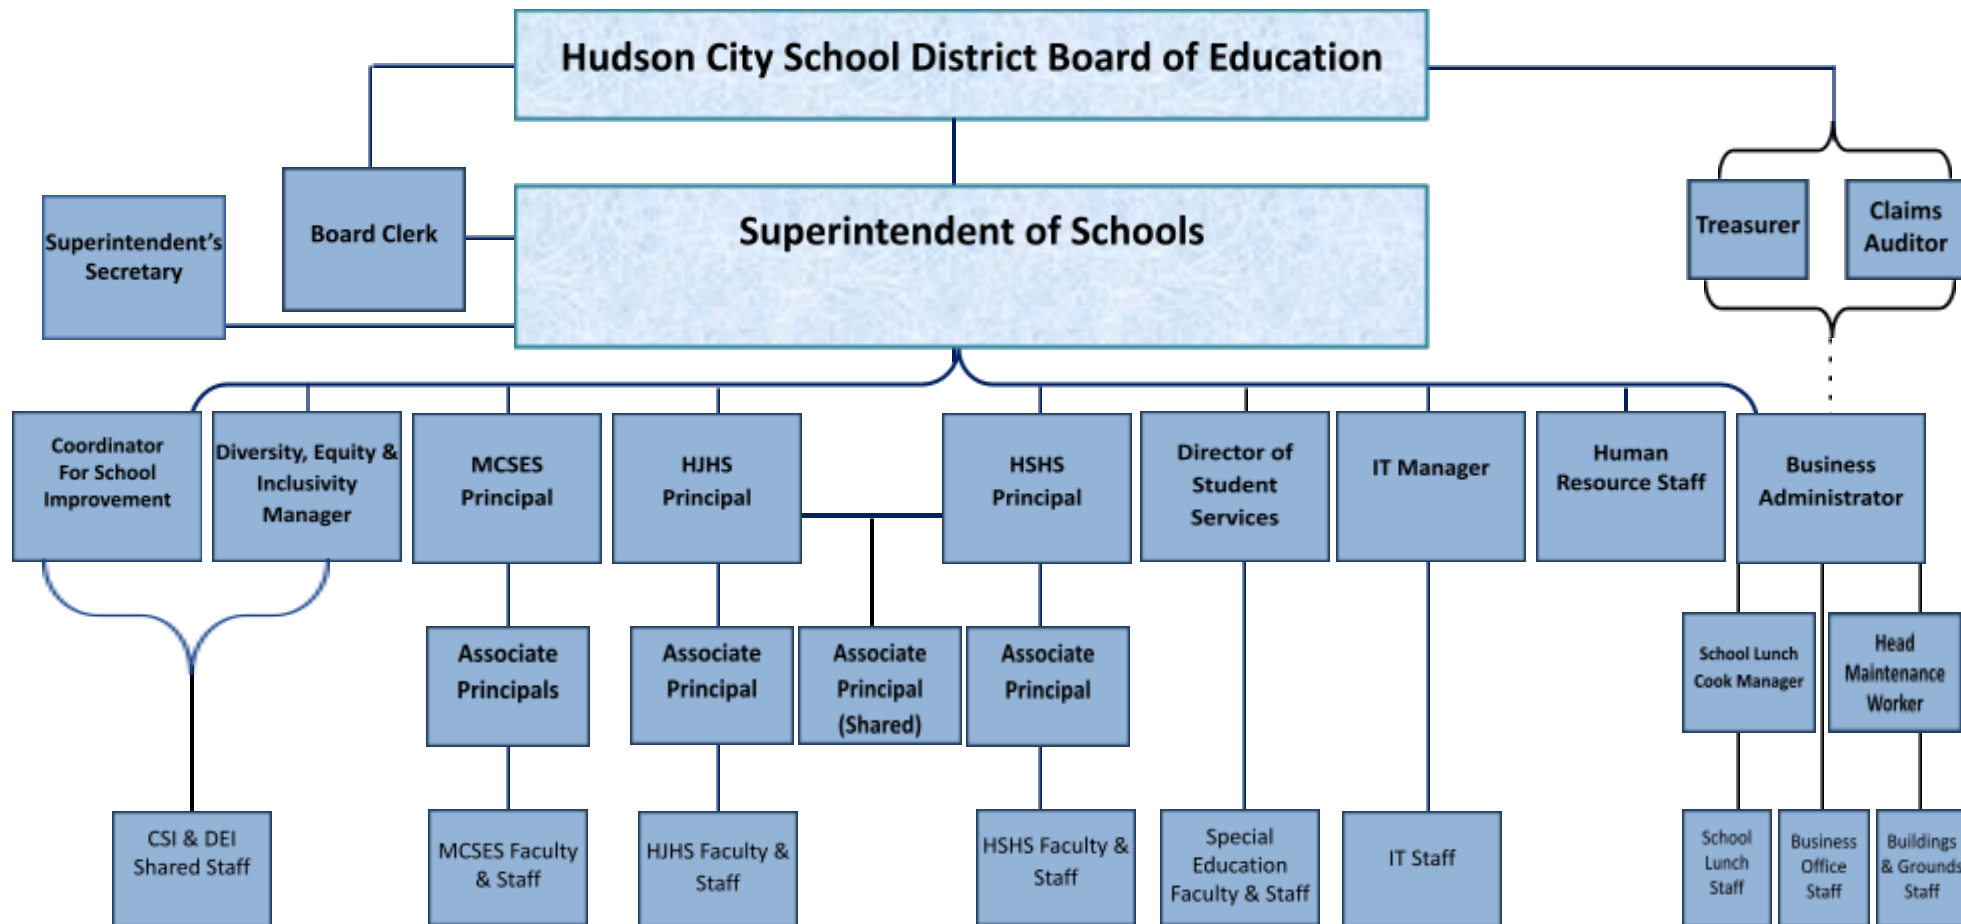 Hudson City School District Board of Education
Superintendent's
Secretary
Board Clerk
Superintendent of Schools
Treasurer
Claims
Auditor
Coordinator
For School
Improvement
Diversity, Equity &
Inclusivity
Manager
MCSES
Principal
HJHS
Principal
HSHS
Principal
Director of
Student
Services
IT Manager
Human
Resource Staff
Business
Administrator
Associate
Principals
Associate
Principal
Associate
Principal
(Shared)
Associate
Principal
School Lunch
Cook Manager
Head
Maintenance
Worker
CSI & DEI
Shared Staff
MCSES Faculty
& Staff
HJHS Faculty &
Staff
HSHS Faculty &
Staff
Special
Education
Faculty & Staff
IT Staff
School
Lunch
Staff
Business
Office
Staff
Buildings
& Grounds
Staff